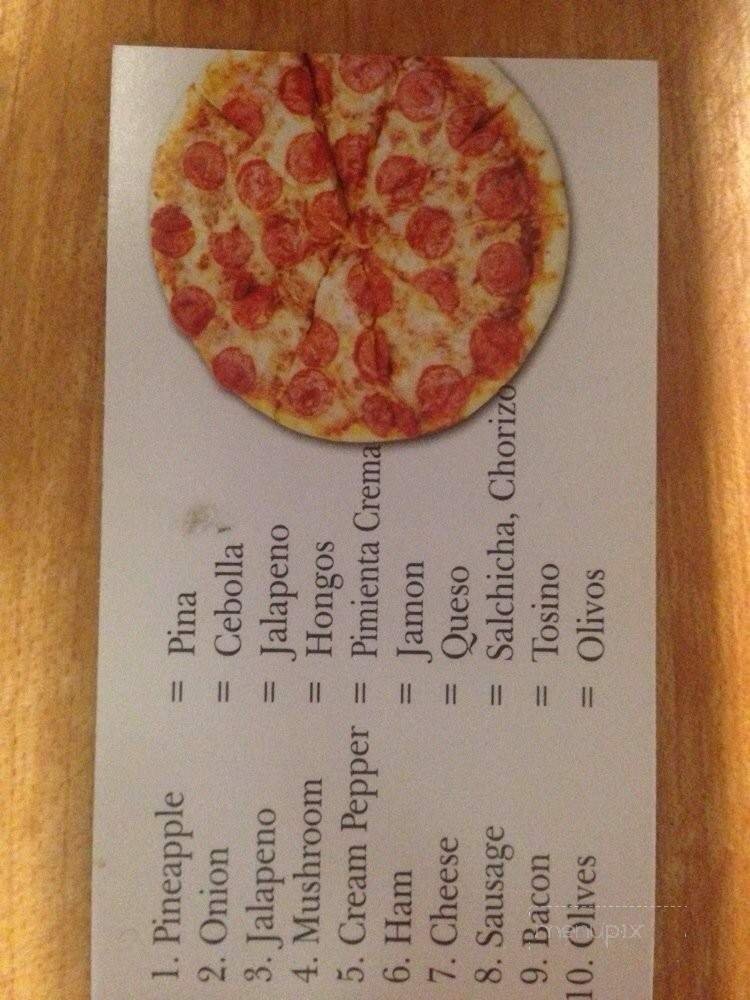 1. Pineapple = Pina
2. Onion = Cebolla
3. Jalapeno = Jalapeno
4. Mushroom = Hongos
5. Cream Pepper = Pimienta Crema
6. Ham = Jamon
7. Cheese = Queso
8. Sausage = Salchicha, Chorizo
9. Bacon = Tosino
10. Olives = Olivos
menupix